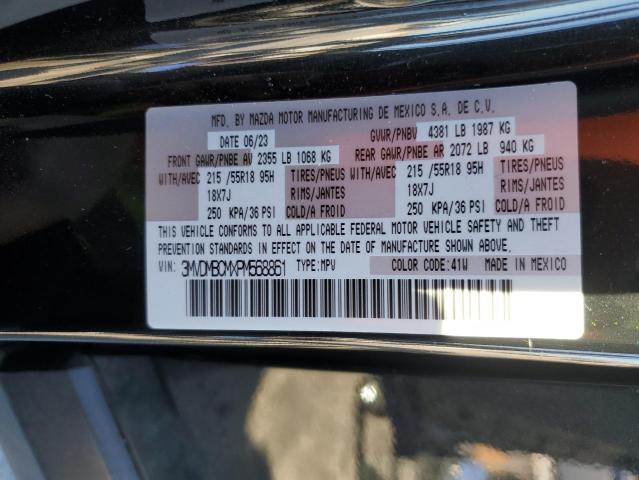 MFD. BY MAZDA MOTOR MANUFACTURING DE MEXICO S.A. DE C.V.
DATE 06/23 GVWR/PNBV 4381 LB 1987 KG
FRONT GAWR/PNBE AV 2355 LB 1068 KG REAR GAWR/PNBE AR 2072 LB 940 KG
WITH/AVEC 215 /55R18 95H TIRES/PNEUS WITH/AVEC 215 /55R18 95H TIRES/PNEUS
18X7J RIMS/JANTES 18X7J RIMS/JANTES
250 KPA/36 PSI COLD/A FROID 250 KPA/36 PSI COLD/A FROID
THIS VEHICLE CONFORMS TO ALL APPLICABLE FEDERAL MOTOR VEHICLE SAFETY AND THEFT
PREVENTION STANDARDS IN EFFECT ON THE DATE OF MANUFACTURE SHOWN ABOVE.
VIN: 3MVDMBCMXPM563861 TYPE:MPV COLOR CODE:41W MADE IN MEXICO